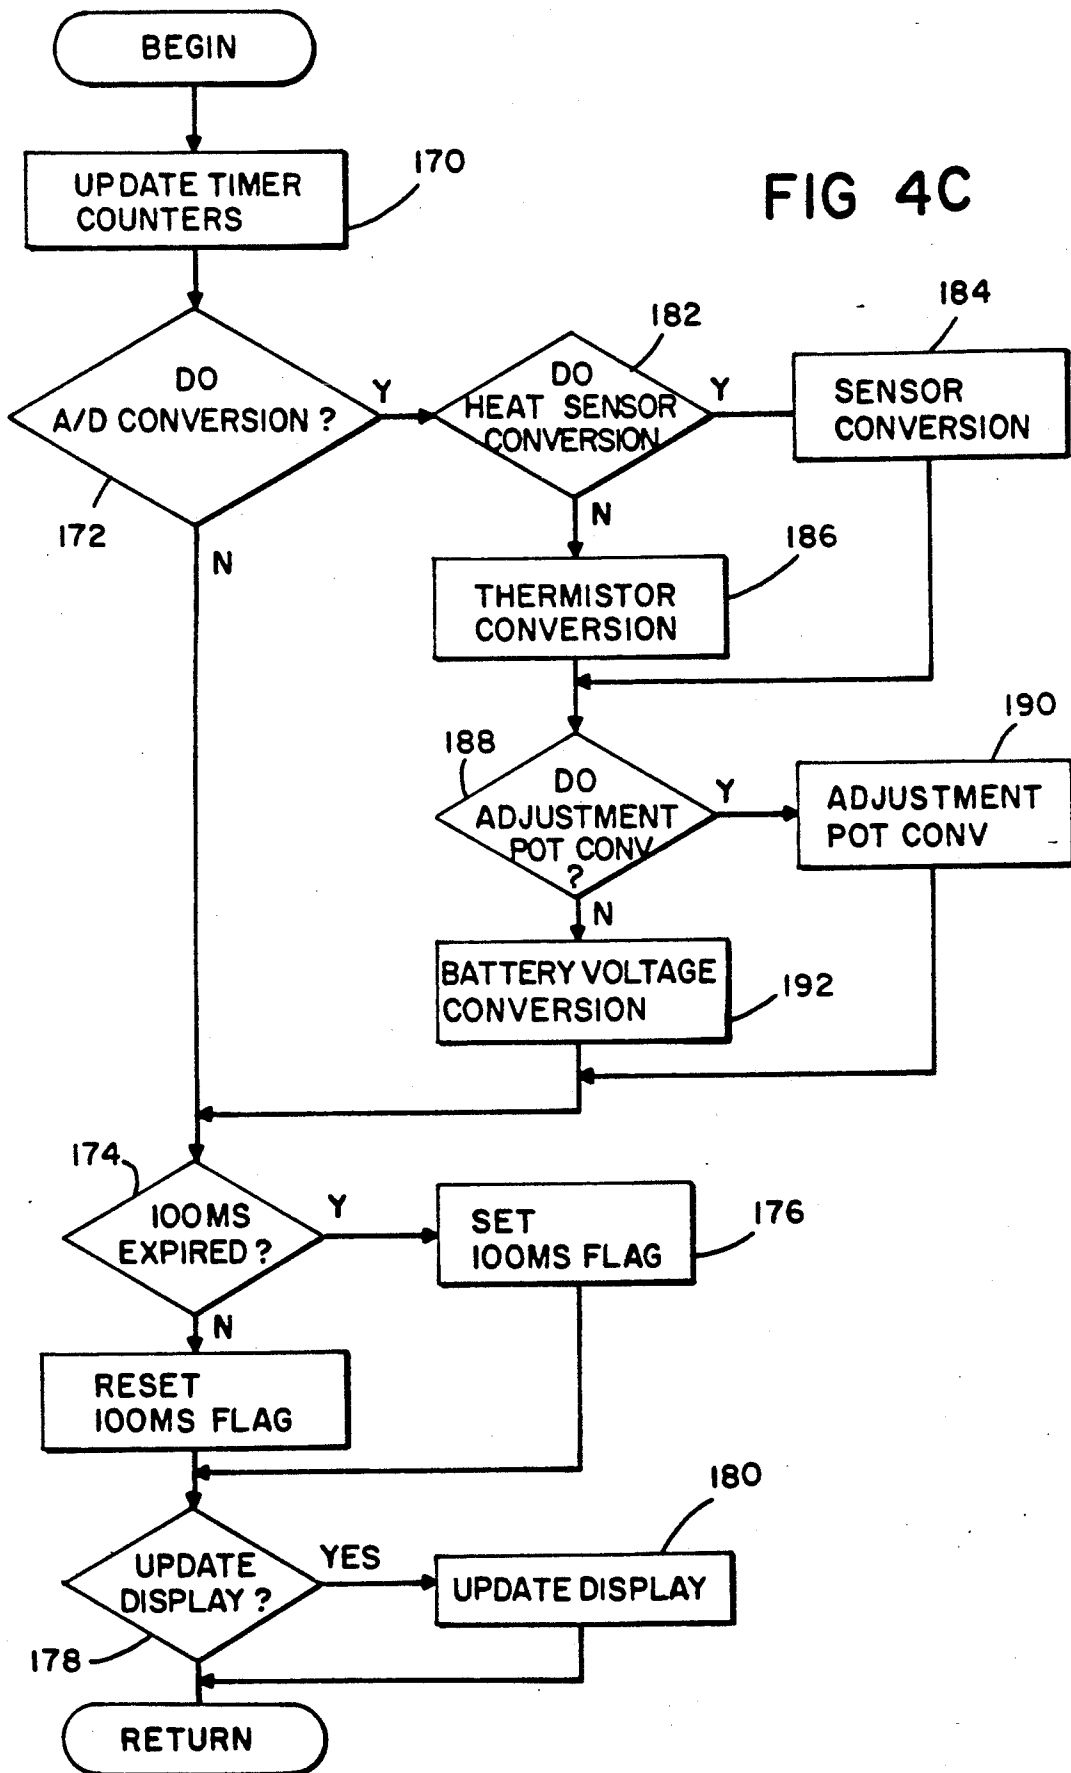 BEGIN
UPDATE TIMER
COUNTERS
170
FIG 4C
DO
A/D CONVERSION ?
Y
172
N
DO
HEAT SENSOR
CONVERSION
182
Y
184
SENSOR
CONVERSION
N
186
THERMISTOR
CONVERSION
188
DO
ADJUSTMENT
POT CONV
?
Y
190
ADJUSTMENT
POT CONV
N
BATTERY VOLTAGE
CONVERSION
192
174
100MS
EXPIRED ?
Y
SET
100MS FLAG
176
N
RESET
100MS FLAG
UPDATE
DISPLAY ?
YES
180
UPDATE DISPLAY
178
RETURN